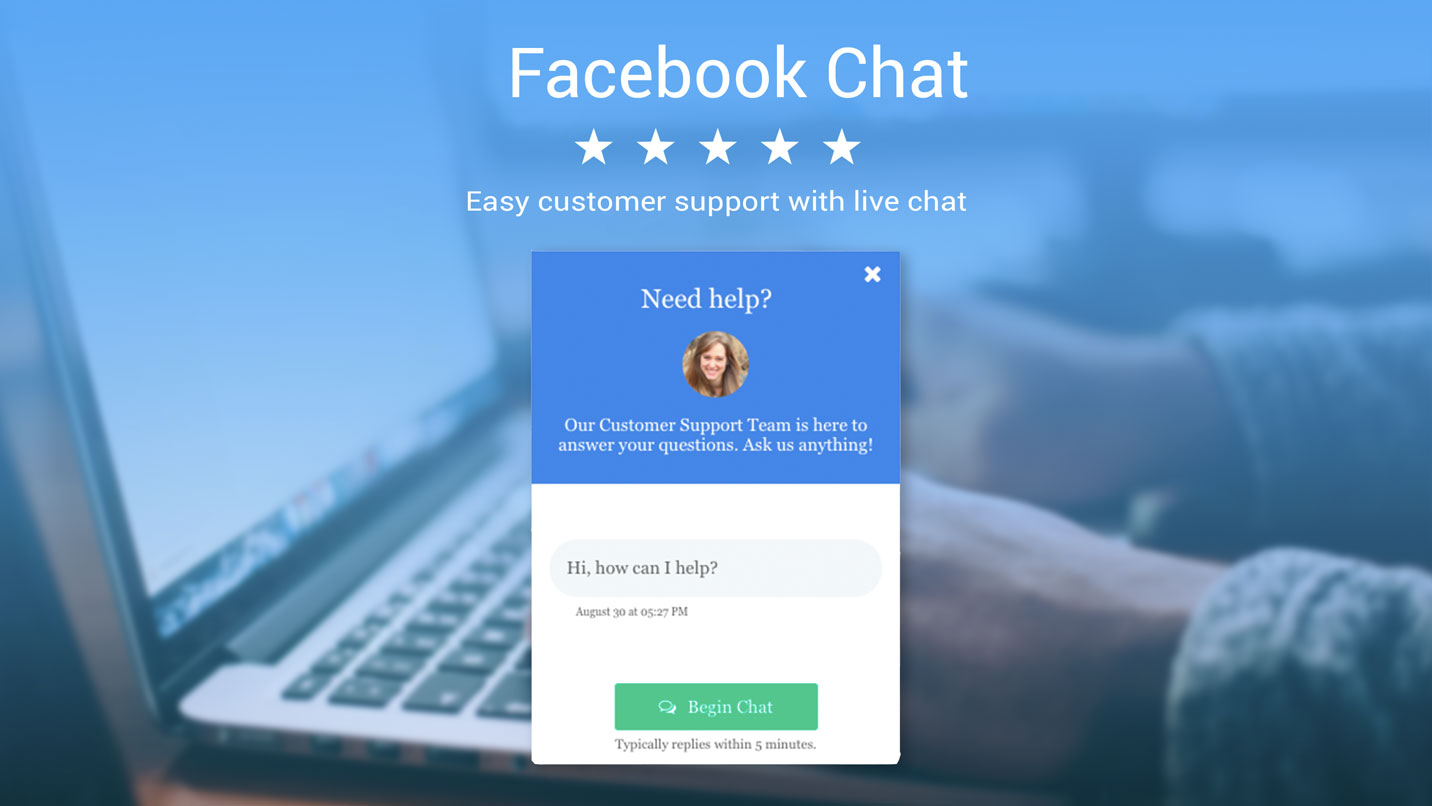 Facebook Chat
Easy customer support with live chat
Need help?
Our Customer Support Team is here to
answer your questions. Ask us anything!
Hi, how can I help?
August 30 at 05:27 PM
Begin Chat
Typically replies within 5 minutes.